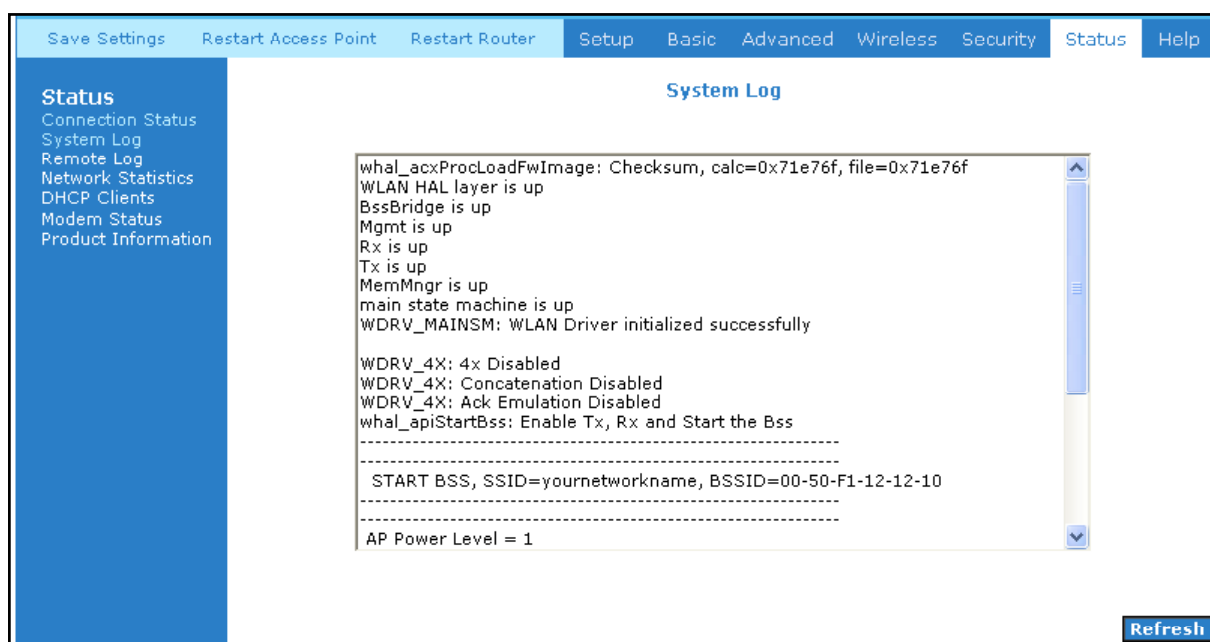 Save Settings Restart Access Point Restart Router Setup Basic Advanced Wireless Security Status Help
Status
Connection Status
System Log
Remote Log
Network Statistics
DHCP Clients
Modem Status
Product Information
System Log
whal_acxProcLoadFwImage: Checksum, calc=0x71e76f, file=0x71e76f
WLAN HAL layer is up
BssBridge is up
Mgmt is up
Rx is up
Tx is up
MemMngr is up
main state machine is up
WDRV_MAINSM: WLAN Driver initialized successfully
WDRV_4X: 4x Disabled
WDRV_4X: Concatenation Disabled
WDRV_4X: Ack Emulation Disabled
whal_apiStartBss: Enable Tx, Rx and Start the Bss
----------------------------------------------------------------
----------------------------------------------------------------
START BSS, SSID=yournetworkname, BSSID=00-50-F1-12-12-10
----------------------------------------------------------------
----------------------------------------------------------------
AP Power Level = 1
Refresh